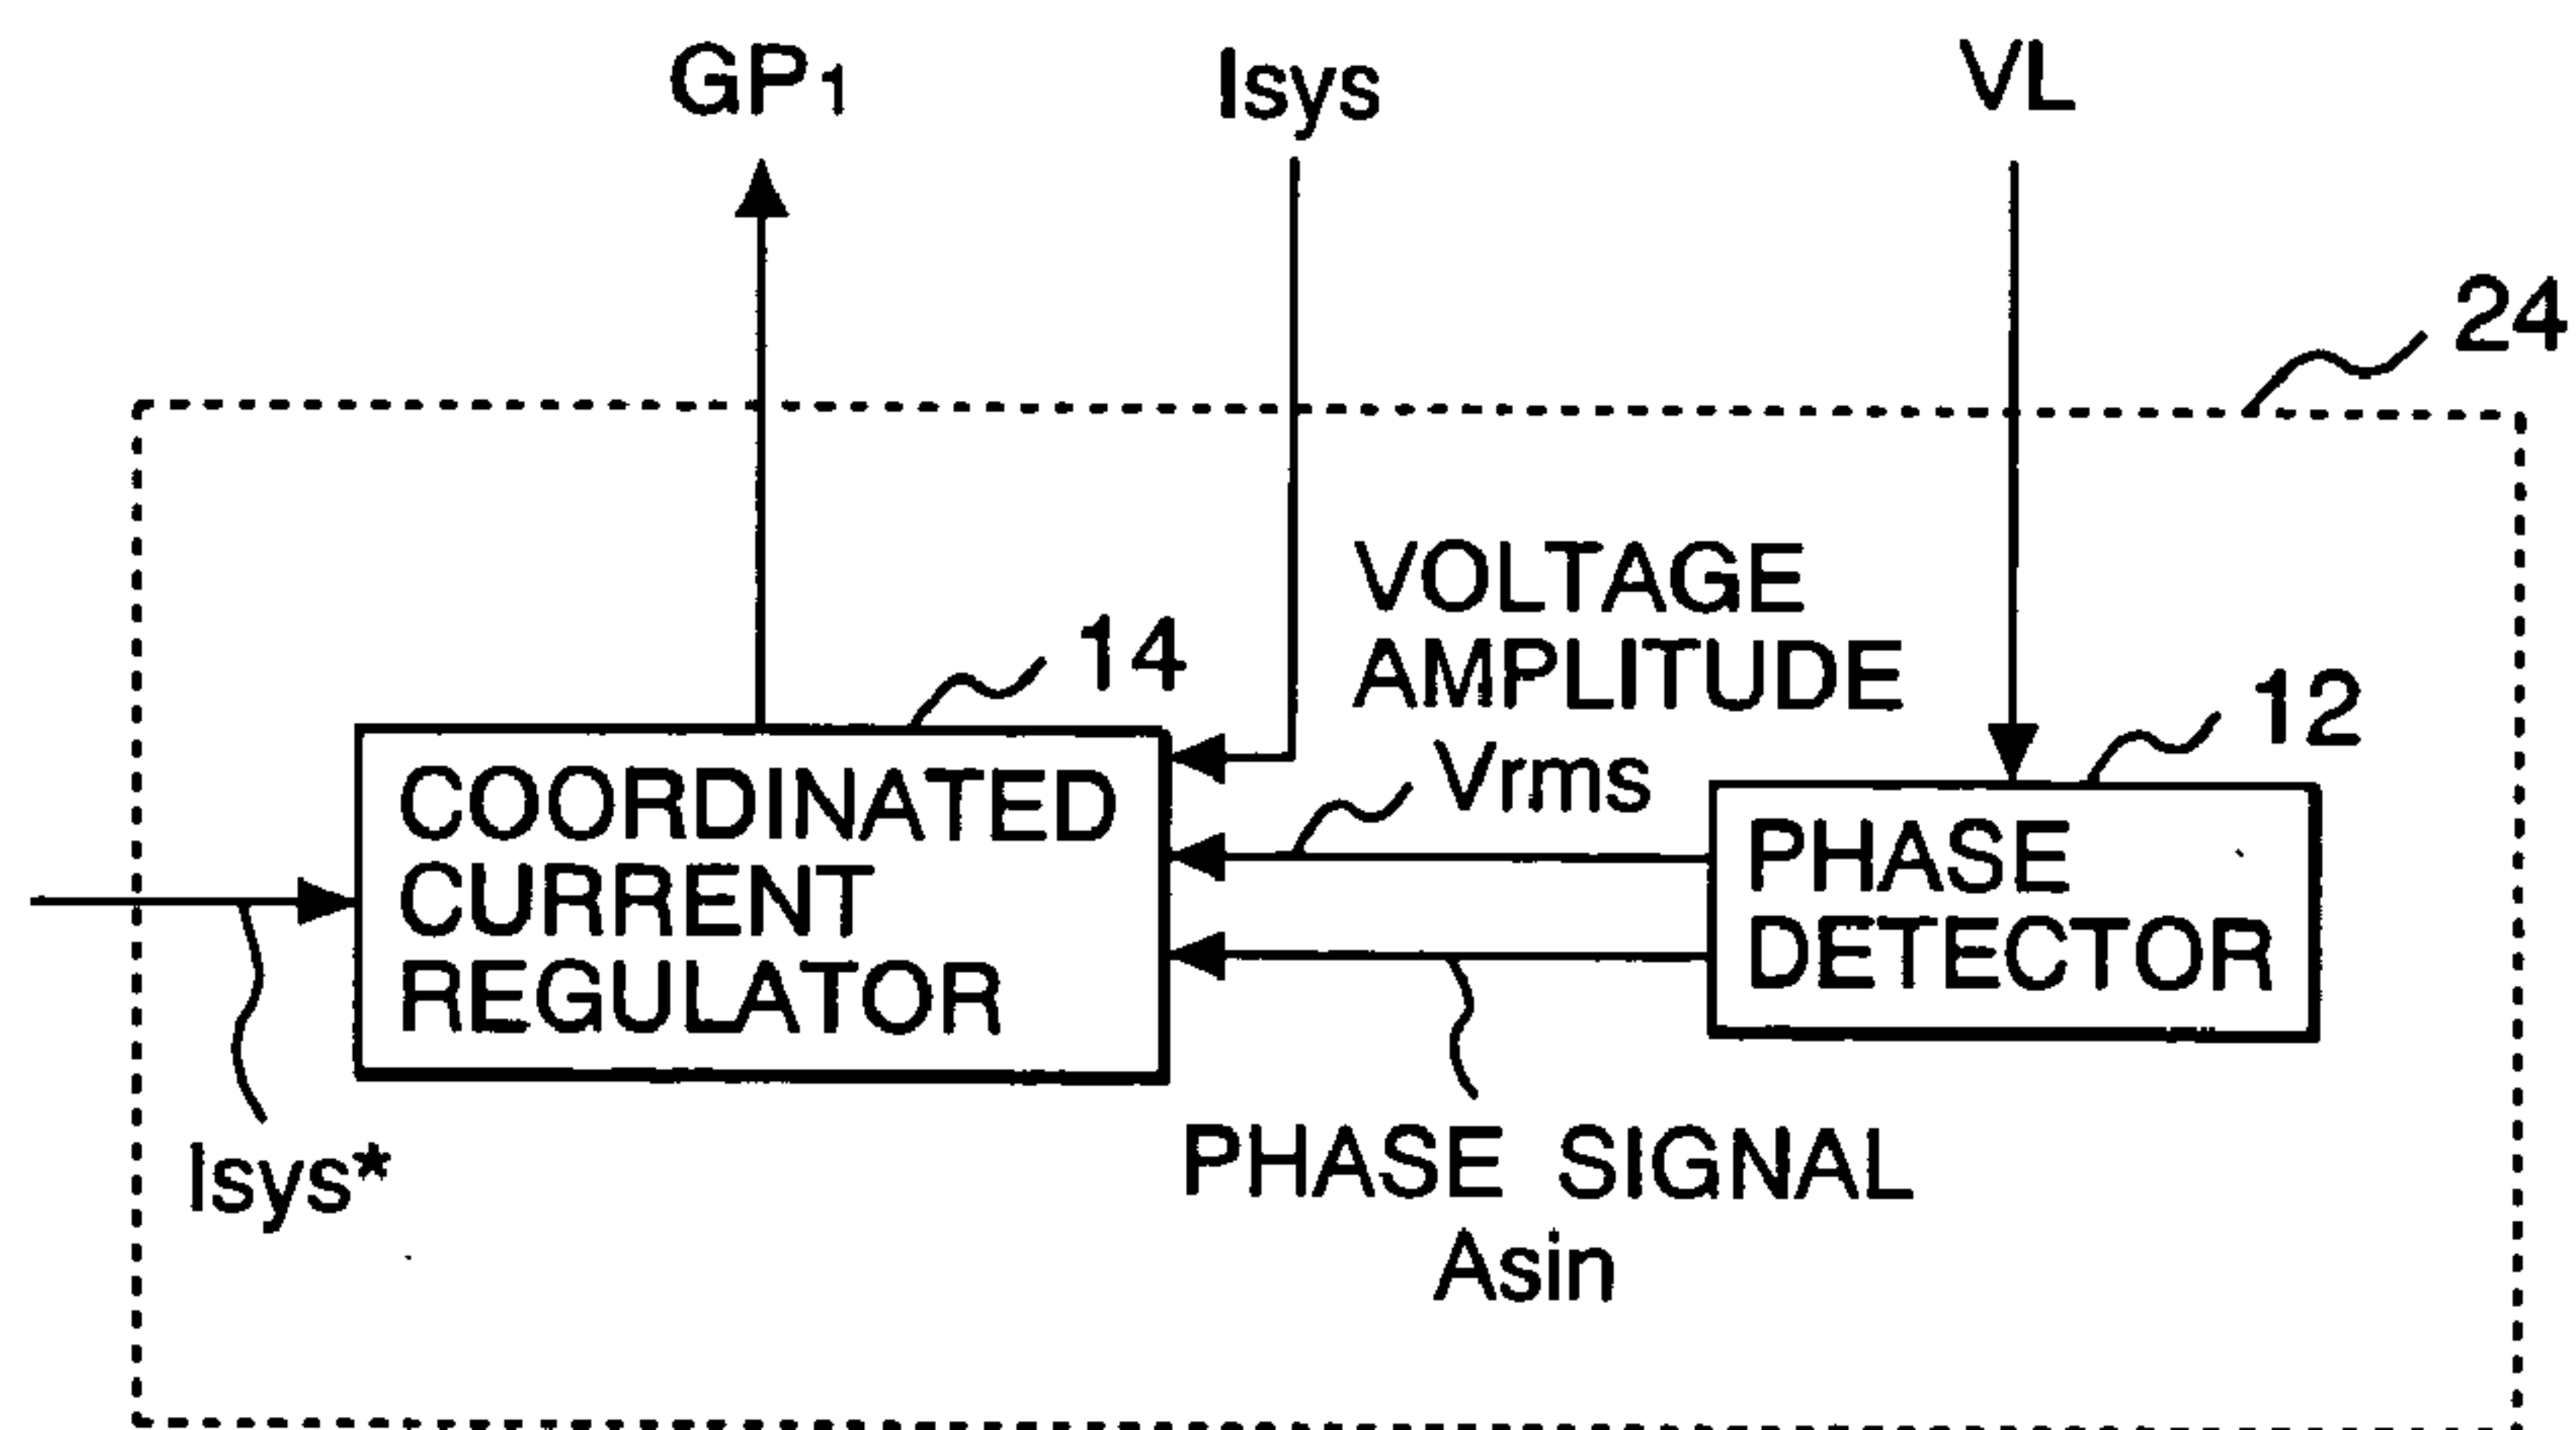 GP1
Isys
VL
24
VOLTAGE
AMPLITUDE
Vrms
14
12
COORDINATED
CURRENT
REGULATOR
PHASE
DETECTOR
Isys*
PHASE SIGNAL
Asin